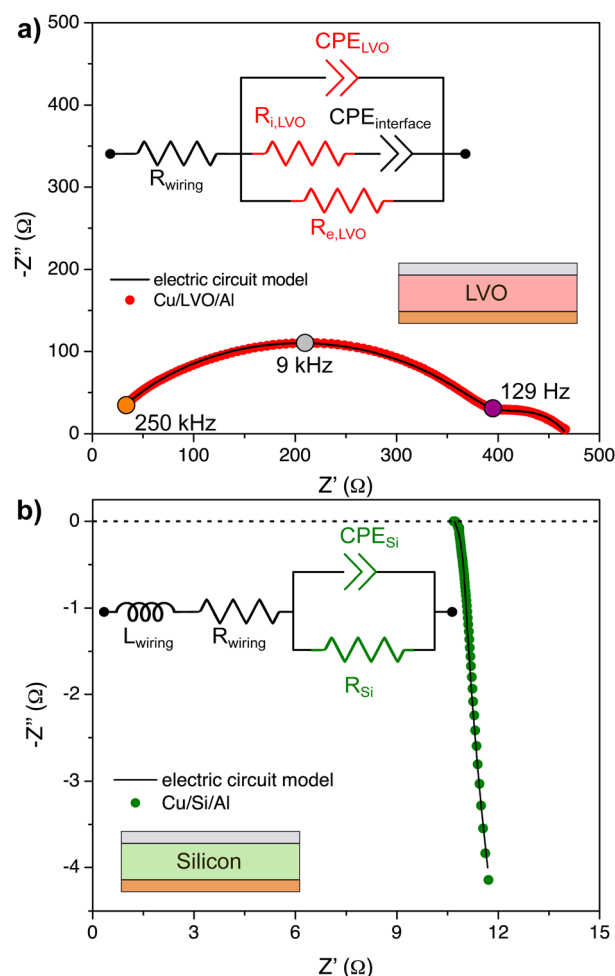 a)
500
400
300
200
100
0
-Z'' (Ω)
CPE_LVO
R_i,LVO
CPE_interface
R_wiring
R_e,LVO
electric circuit model
Cu/LVO/Al
LVO
250 kHz
9 kHz
129 Hz
0 100 200 300 400 500
Z' (Ω)
b)
0
-1
-2
-3
-4
-Z'' (Ω)
CPE_Si
L_wiring
R_wiring
R_Si
electric circuit model
Cu/Si/Al
Silicon
0 3 6 9 12 15
Z' (Ω)